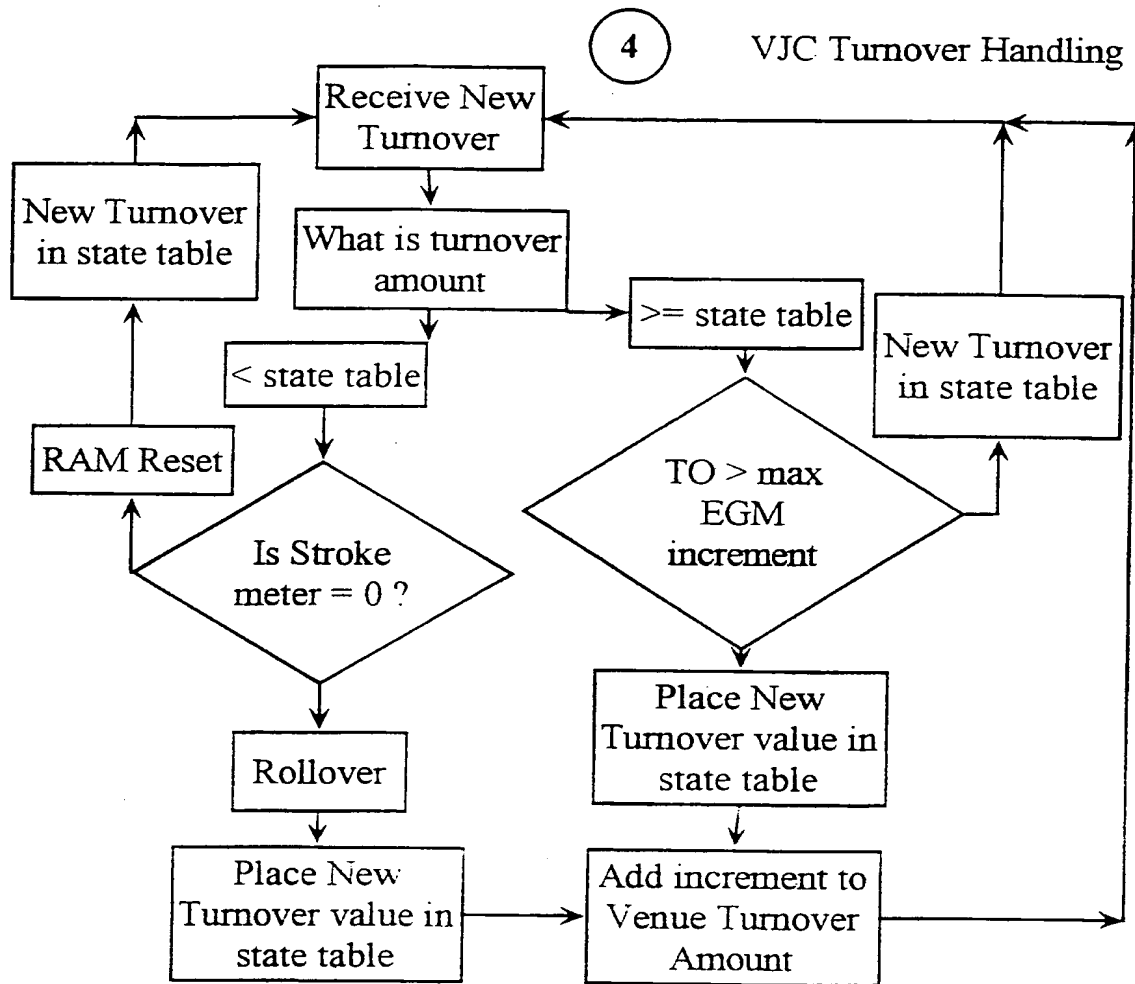 4
VJC Turnover Handling
Receive New
Turnover
New Turnover
in state table
What is turnover
amount
>= state table
New Turnover
in state table
< state table
RAM Reset
TO > max
EGM
increment
Is Stroke
meter = 0 ?
Place New
Turnover value in
state table
Rollover
Place New
Turnover value in
state table
Add increment to
Venue Turnover
Amount